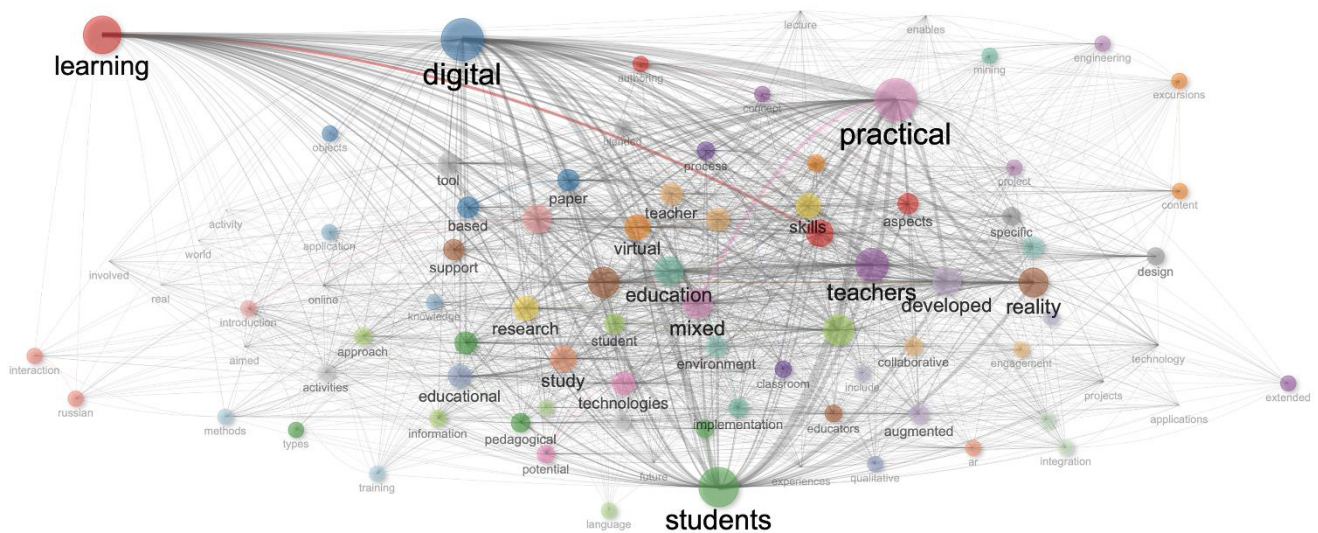 lecture
enables
learning
digital
authoring
mining
engineering
excursions
concept
practical
objects
blended
process
tool
project
paper
teacher
content
activity
based
application
virtual
skills
aspects
specific
world
support
involved
design
real
online
education
teachers
developed
reality
introduction
knowledge
research
mixed
student
aimed
approach
environment
collaborative
engagement
technology
interaction
activities
educational
study
technologies
classroom
include
projects
extended
russian
methods
types
information
pedagogical
implementation
educators
augmented
applications
potential
future
experiences
qualitative
ar
integration
training
language
students